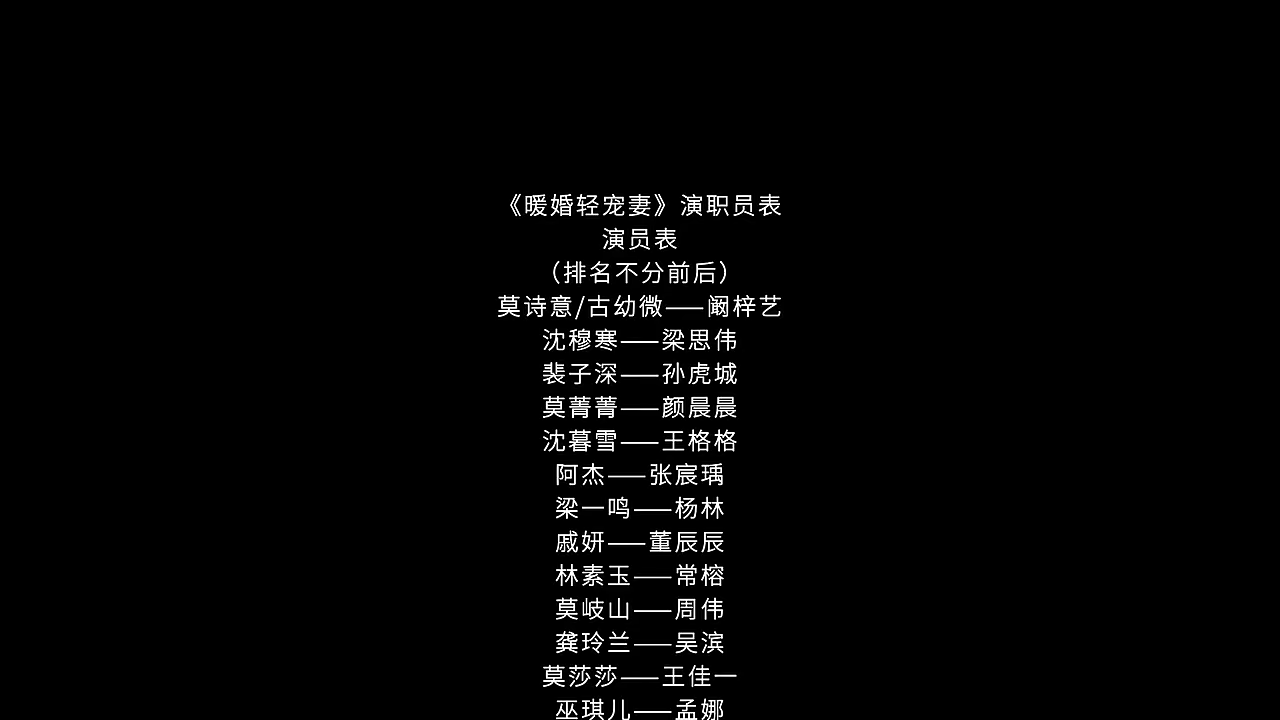 《暖婚轻宠妻》演职员表
演员表
（排名不分前后）
莫诗意/古幼微——阚梓艺
沈穆寒——梁思伟
裴子深——孙虎城
莫菁菁——颜晨晨
沈暮雪——王格格
阿杰——张宸瑀
梁一鸣——杨林
戚妍——董辰辰
林素玉——常榕
莫岐山——周伟
龚玲兰——吴滨
莫莎莎——王佳一
巫琪儿——孟娜